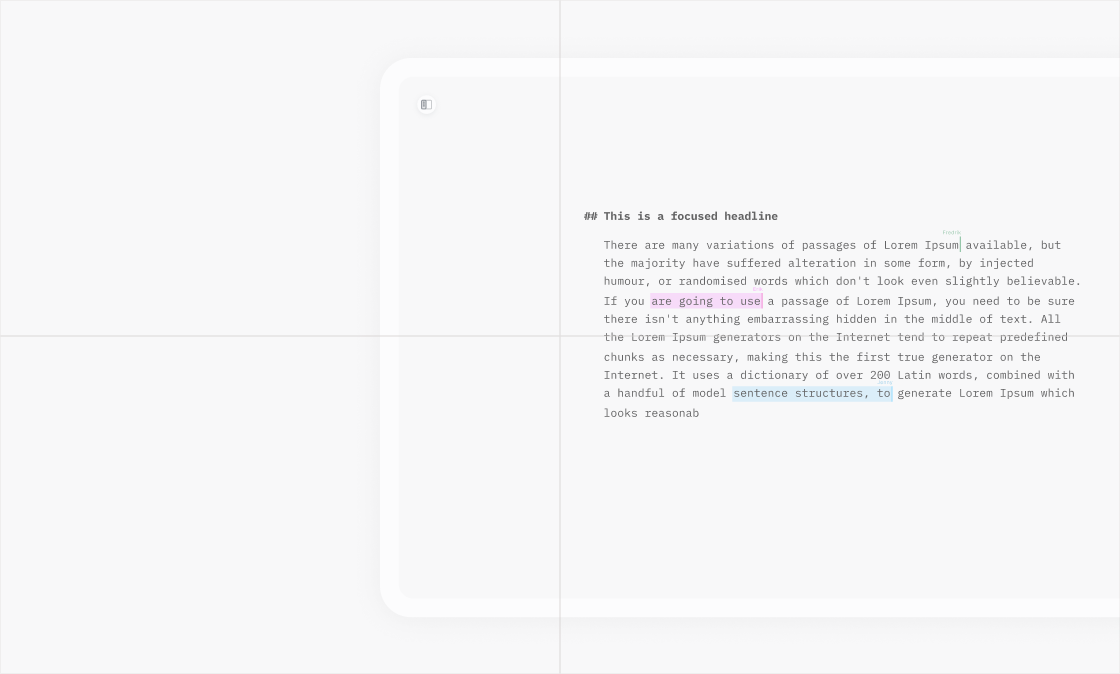 ## This is a focused headline
Fredrik
There are many variations of passages of Lorem Ipsum available, but
the majority have suffered alteration in some form, by injected
humour, or randomised words which don't look even slightly believable.
If you are going to use a passage of Lorem Ipsum, you need to be sure
there isn't anything embarrassing hidden in the middle of text. All
the Lorem Ipsum generators on the Internet tend to repeat predefined
chunks as necessary, making this the first true generator on the
Internet. It uses a dictionary of over 200 Latin words, combined with
a handful of model sentence structures, to generate Lorem Ipsum which
looks reasonab